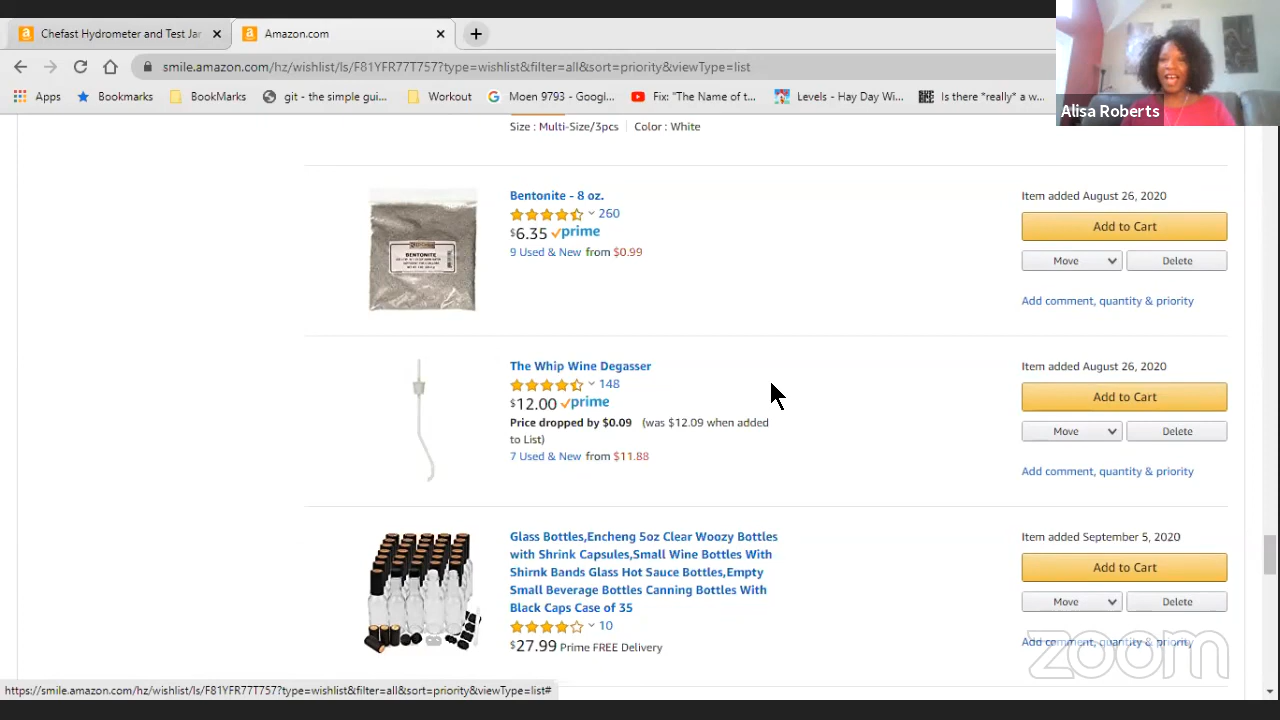 Chefast Hydrometer and Test Jar
Amazon.com
smile.amazon.com/hz/wishlist/ls/F81YFR77T757?type=wishlist&filter=all&sort=priority&viewType=list
Apps Bookmarks BookMarks git - the simple gui... Workout Moen 9793 - Googl... Fix: "The Name of t... Levels - Hay Day Wi... Is there *really* a w...
Alisa Roberts
Size : Multi-Size/3pcs Color : White
Bentonite - 8 oz.
260
$6.35 prime
9 Used & New from $0.99
Item added August 26, 2020
Add to Cart
Move Delete
Add comment, quantity & priority
BENTONITE
The Whip Wine Degasser
148
$12.00 prime
Price dropped by $0.09 (was $12.09 when added
to List)
7 Used & New from $11.88
Item added August 26, 2020
Add to Cart
Move Delete
Add comment, quantity & priority
Glass Bottles,Encheng 5oz Clear Woozy Bottles
with Shrink Capsules,Small Wine Bottles With
Shirnk Bands Glass Hot Sauce Bottles,Empty
Small Beverage Bottles Canning Bottles With
Black Caps Case of 35
10
$27.99 Prime FREE Delivery
Item added September 5, 2020
Add to Cart
Move Delete
Add comment, quantity & priority
zoom
https://smile.amazon.com/hz/wishlist/ls/F81YFR77T757?type=wishlist&filter=all&sort=priority&viewType=list#